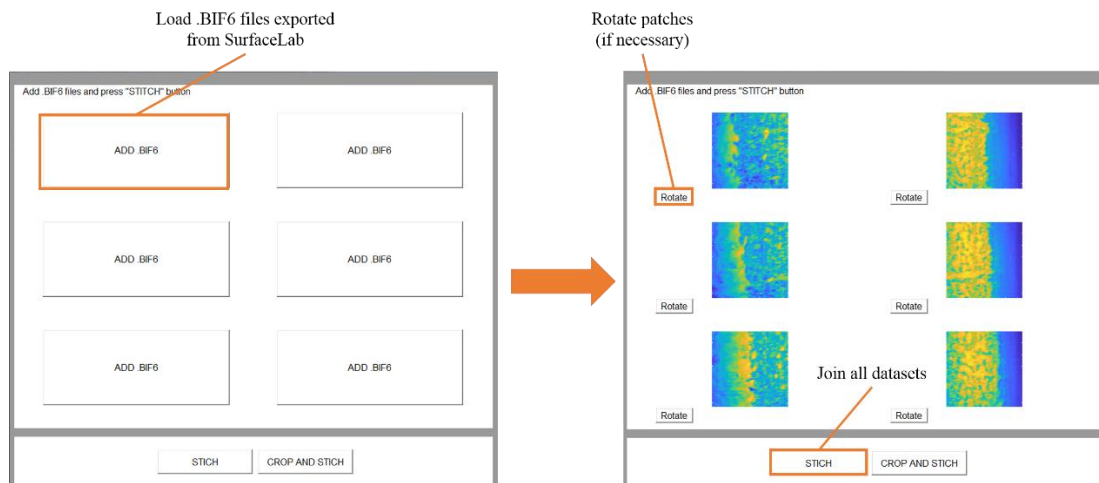 Load .BIF6 files exported
from SurfaceLab
Add .BIF6 files and press "STITCH" button
ADD .BIF6
ADD .BIF6
ADD .BIF6
ADD .BIF6
ADD .BIF6
ADD .BIF6
STICH
CROP AND STICH
Rotate patches
(if necessary)
Add .BIF6 files and press "STITCH" button
Rotate
Rotate
Rotate
Rotate
Rotate
Rotate
Join all datasets
STICH
CROP AND STICH